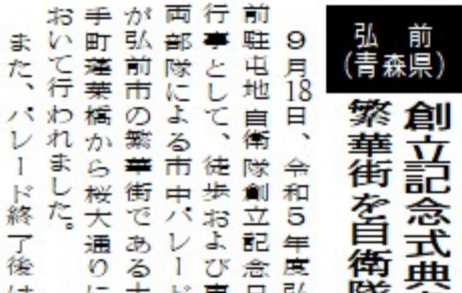 弘前
(青森県)
創立記念式典
繁華街を自衛隊
９月18日、令和５年度弘
前駐屯地自衛隊創立記念日
行事として、徒歩および車
両部隊による市中パレード
が弘前市の繁華街である土
手町蓬莱橋から桜大通りに
おいて行われました。
また、パレード終了後は